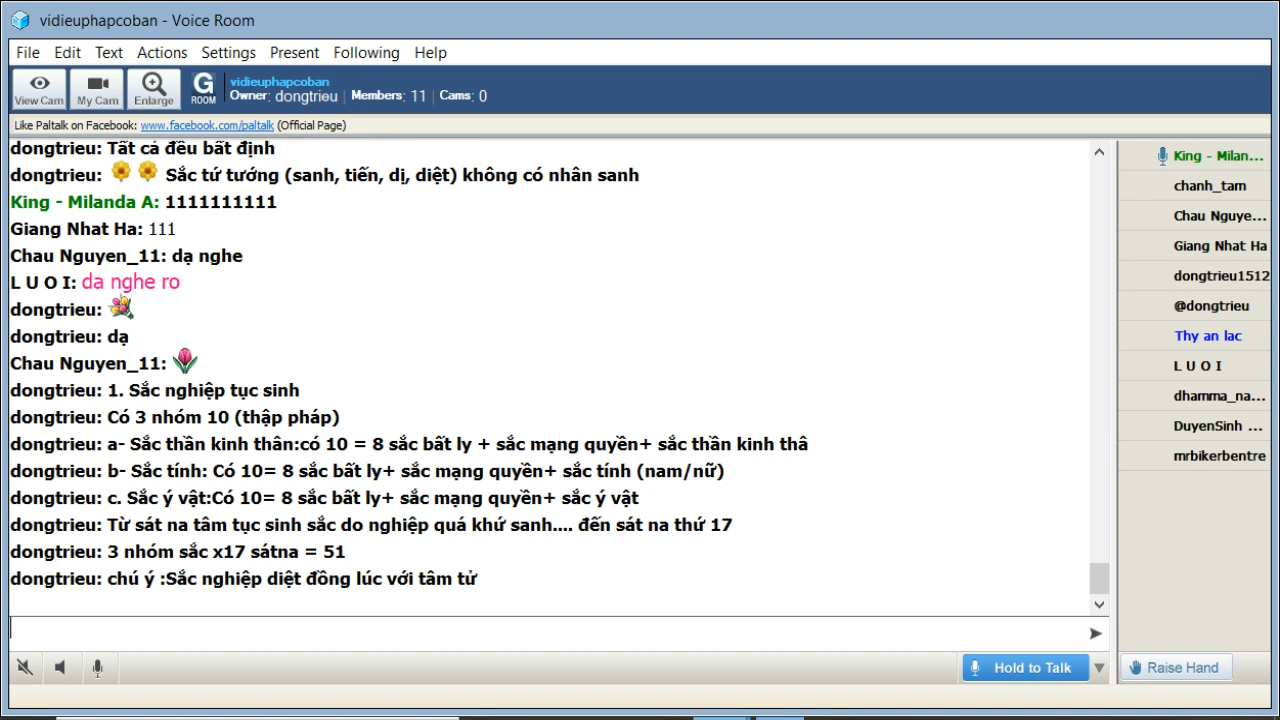 vidieuphapcoban - Voice Room
File Edit Text Actions Settings Present Following Help
View Cam My Cam Enlarge G ROOM
vidieuphapcoban
Owner: dongtrieu | Members: 11 | Cams: 0
Like Paltalk on Facebook: www.facebook.com/paltalk (Official Page)
dongtrieu: Tất cả đều bất định
dongtrieu: Sắc tứ tướng (sanh, tiến, dị, diệt) không có nhân sanh
King - Milanda A: 1111111111
Giang Nhat Ha: 111
Chau Nguyen_11: dạ nghe
L U O I: da nghe ro
dongtrieu:
dongtrieu: dạ
Chau Nguyen_11:
dongtrieu: 1. Sắc nghiệp tục sinh
dongtrieu: Có 3 nhóm 10 (thập pháp)
dongtrieu: a- Sắc thần kinh thân:có 10 = 8 sắc bất ly + sắc mạng quyền+ sắc thần kinh thâ
dongtrieu: b- Sắc tính: Có 10= 8 sắc bất ly+ sắc mạng quyền+ sắc tính (nam/nữ)
dongtrieu: c. Sắc ý vật:Có 10= 8 sắc bất ly+ sắc mạng quyền+ sắc ý vật
dongtrieu: Từ sát na tâm tục sinh sắc do nghiệp quá khứ sanh.... đến sát na thứ 17
dongtrieu: 3 nhóm sắc x17 sátna = 51
dongtrieu: chú ý :Sắc nghiệp diệt đồng lúc với tâm tử
King - Milan...
chanh_tam
Chau Nguye...
Giang Nhat Ha
dongtrieu1512
@dongtrieu
Thy an lac
L U O I
dhamma_na...
DuyenSinh ...
mrbikerbentre
Hold to Talk
Raise Hand